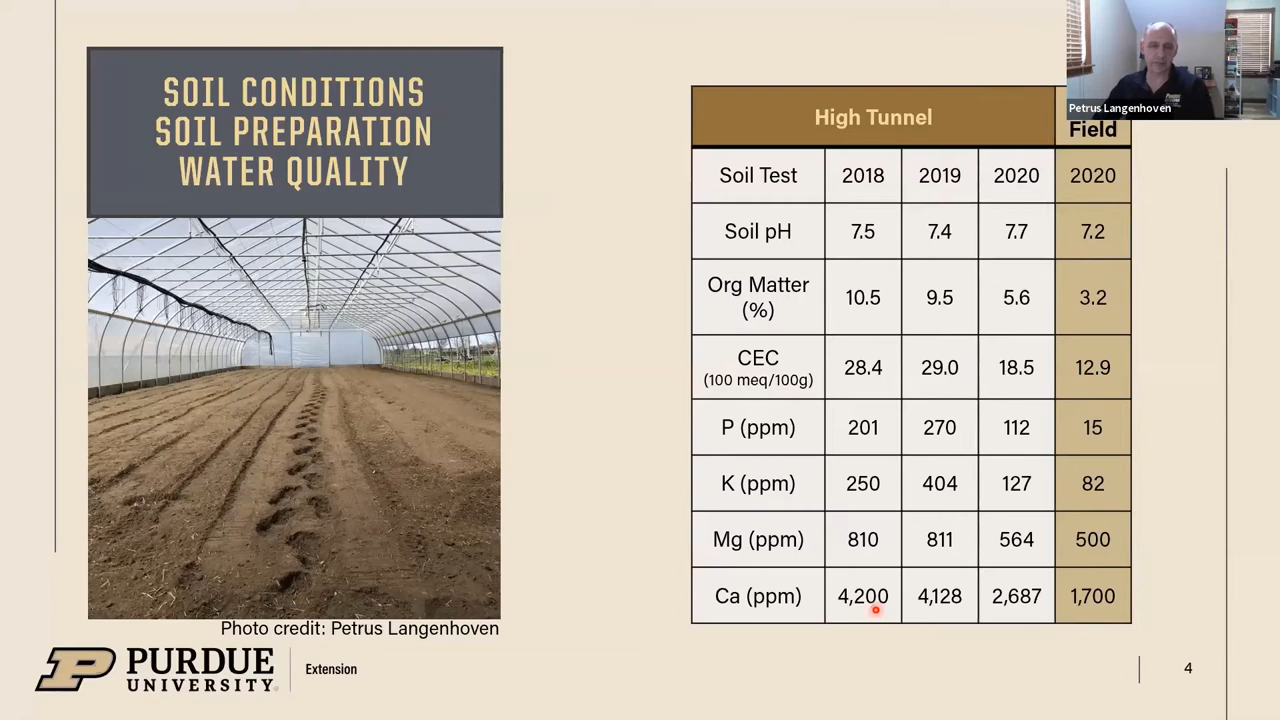 SOIL CONDITIONS
SOIL PREPARATION
WATER QUALITY
Petrus Langenhoven
High Tunnel
Field
Soil Test 2018 2019 2020 2020
Soil pH 7.5 7.4 7.7 7.2
Org Matter
(%) 10.5 9.5 5.6 3.2
CEC
(100 meq/100g) 28.4 29.0 18.5 12.9
P (ppm) 201 270 112 15
K (ppm) 250 404 127 82
Mg (ppm) 810 811 564 500
Ca (ppm) 4,200 4,128 2,687 1,700
Photo credit: Petrus Langenhoven
P PURDUE
UNIVERSITY
Extension
4